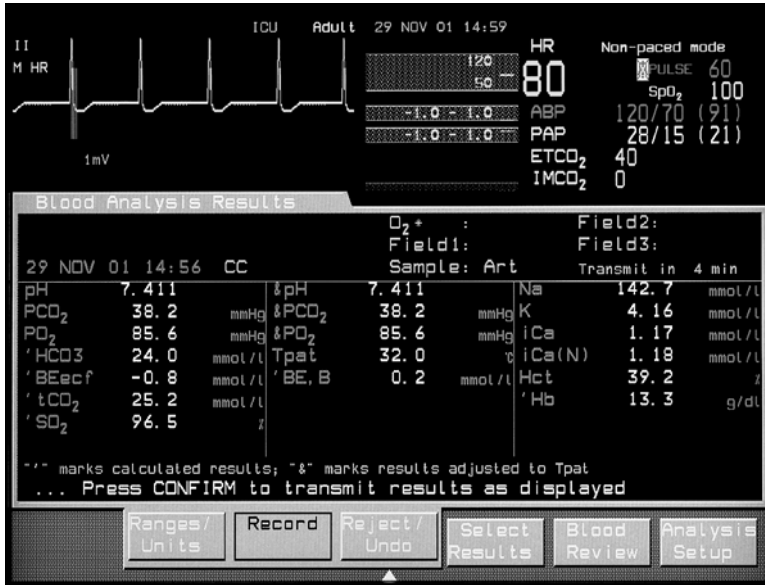 ICU Adult 29 NOV 01 14:59
II
M HR
1mV
120
50
-1.0 - 1.0
-1.0 - 1.0
HR 80
Non-paced mode
PULSE 60
SpO₂ 100
ABP 120/70 (91)
PAP 28/15 (21)
ETCO₂ 40
IMCO₂ 0
Blood Analysis Results
O₂+ : Field2:
Field1: Field3:
29 NOV 01 14:56 CC Sample: Art Transmit in 4 min
pH 7.411 &pH 7.411 Na 142.7 mmol/l
PCO₂ 38.2 mmHg &PCO₂ 38.2 mmHg K 4.16 mmol/l
PO₂ 85.6 mmHg &PO₂ 85.6 mmHg iCa 1.17 mmol/l
'HCO3 24.0 mmol/l Tpat 32.0 °C iCa(N) 1.18 mmol/l
'BEecf -0.8 mmol/l 'BE,B 0.2 mmol/l Hct 39.2 %
'tCO₂ 25.2 mmol/l 'Hb 13.3 g/dl
'SO₂ 96.5 %
"'" marks calculated results; "&" marks results adjusted to Tpat
... Press CONFIRM to transmit results as displayed
Ranges/ Units
Record
Reject/ Undo
Select Results
Blood Review
Analysis Setup